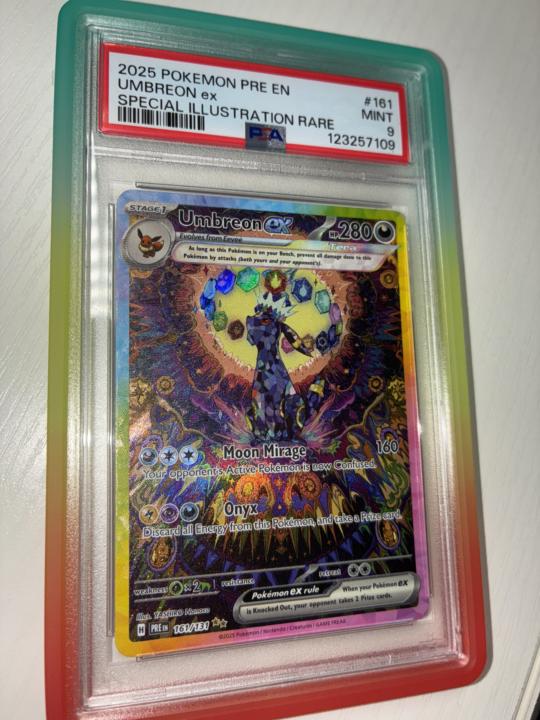 2025 POKEMON PRE EN
#161
UMBREON ex
MINT
SPECIAL ILLUSTRATION RARE
9
PSA
123257109
STAGE 1
Umbreon ex
HP 280
Evolves from Eevee
Tera
As long as this Pokémon is on your Bench, prevent all damage done to this
Pokémon by attacks (both yours and your opponent's).
Moon Mirage 160
Your opponent's Active Pokémon is now Confused.
Onyx
Discard all Energy from this Pokémon, and take a Prize card.
weakness ×2 resistance retreat
Pokémon ex rule When your Pokémon ex
is Knocked Out, your opponent takes 2 Prize cards.
Illus.
H PRE EN 161/131
©2025 Pokémon / Nintendo / Creatures / GAME FREAK